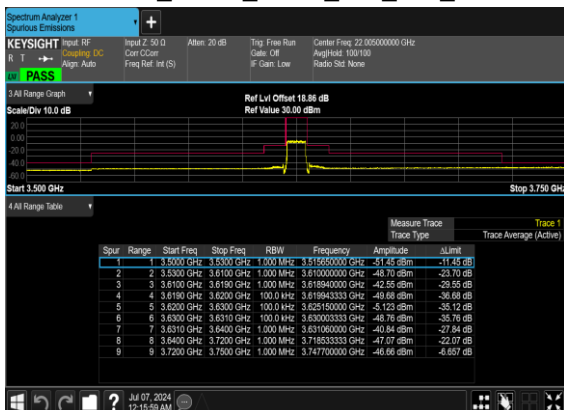 Spectrum Analyzer 1
Spurious Emissions
+
KEYSIGHT Input: RF Input Z: 50 Ω Atten: 20 dB Trig: Free Run Center Freq: 22.005000000 GHz
R T Coupling: DC Corr CCorr Gate: Off Avg|Hold: 100/100
Align: Auto Freq Ref: Int (S) IF Gain: Low Radio Std: None
PASS
3 All Range Graph Ref Lvl Offset 18.86 dB
Scale/Div 10.0 dB Ref Value 30.00 dBm
20.0
0.00
-20.0
-40.0
-60.0
Start 3.500 GHz Stop 3.750 GHz
4 All Range Table
Measure Trace Trace 1
Trace Type Trace Average (Active)
Spur Range Start Freq Stop Freq RBW Frequency Amplitude ΔLimit
1 1 3.5000 GHz 3.5300 GHz 1.000 MHz 3.515650000 GHz -51.45 dBm -11.45 dB
2 2 3.5300 GHz 3.6100 GHz 1.000 MHz 3.610000000 GHz -48.70 dBm -23.70 dB
3 3 3.6100 GHz 3.6190 GHz 1.000 MHz 3.618940000 GHz -42.55 dBm -29.55 dB
4 4 3.6190 GHz 3.6200 GHz 100.0 kHz 3.619943333 GHz -49.68 dBm -36.68 dB
5 5 3.6200 GHz 3.6300 GHz 100.0 kHz 3.625150000 GHz -5.123 dBm -35.12 dB
6 6 3.6300 GHz 3.6310 GHz 100.0 kHz 3.630003333 GHz -48.76 dBm -35.76 dB
7 7 3.6310 GHz 3.6400 GHz 1.000 MHz 3.631060000 GHz -40.84 dBm -27.84 dB
8 8 3.6400 GHz 3.7200 GHz 1.000 MHz 3.718533333 GHz -47.07 dBm -22.07 dB
9 9 3.7200 GHz 3.7500 GHz 1.000 MHz 3.747700000 GHz -46.66 dBm -6.657 dB
? Jul 07, 2024
12:15:59 AM